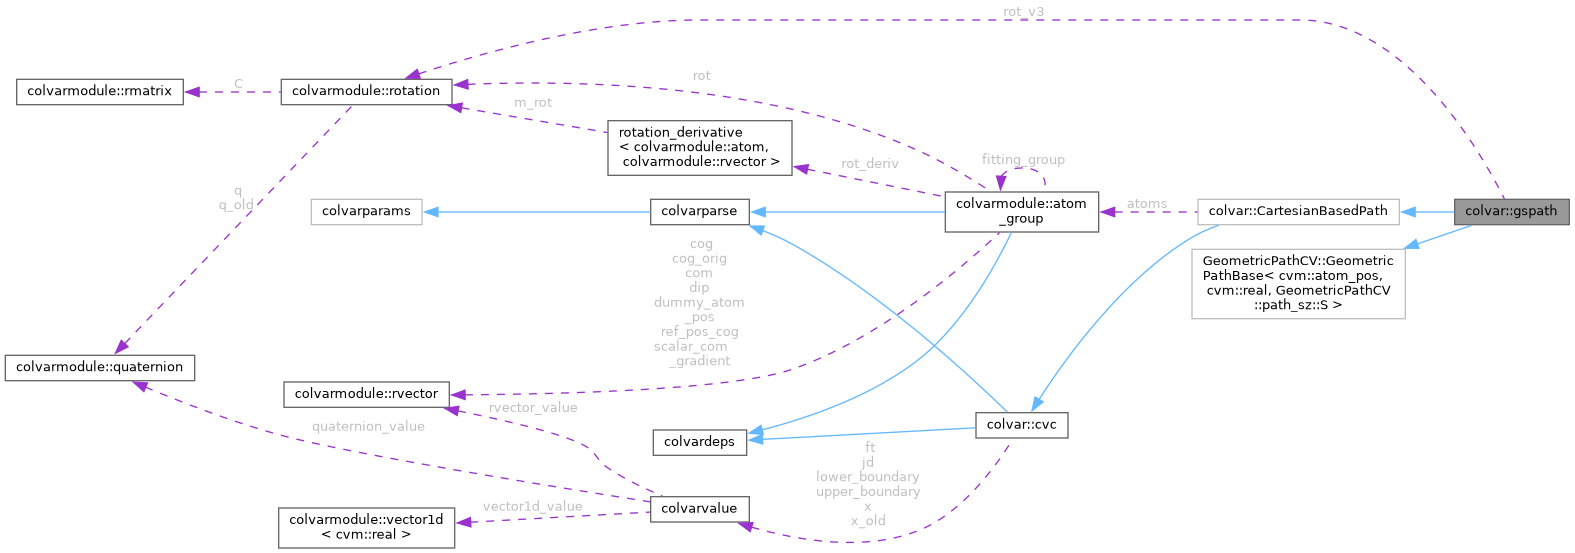 rot_v3
colvarmodule::rmatrix
C
colvarmodule::rotation
rot
m_rot
rotation_derivative
< colvarmodule::atom,
colvarmodule::rvector >
rot_deriv
fitting_group
q
q_old
colvarparams
colvarparse
colvarmodule::atom
_group
atoms
colvar::CartesianBasedPath
colvar::gspath
cog
cog_orig
com
dip
dummy_atom
_pos
ref_pos_cog
scalar_com
_gradient
GeometricPathCV::Geometric
PathBase< cvm::atom_pos,
cvm::real, GeometricPathCV
::path_sz::S >
colvarmodule::quaternion
colvarmodule::rvector
rvector_value
quaternion_value
colvardeps
colvar::cvc
ft
jd
lower_boundary
upper_boundary
x
x_old
colvarvalue
vector1d_value
colvarmodule::vector1d
< cvm::real >